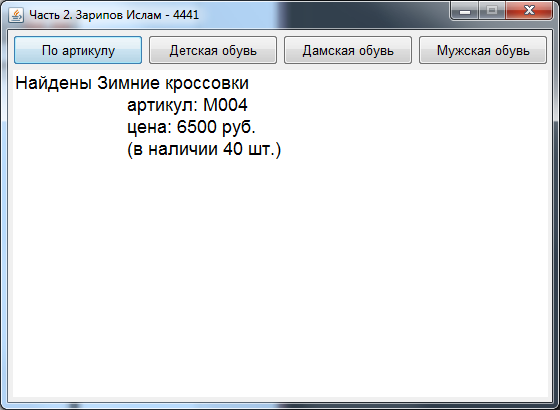 Часть 2. Зарипов Ислам - 4441
По артикулу Детская обувь Дамская обувь Мужская обувь
Найдены Зимние кроссовки
артикул: М004
цена: 6500 руб.
(в наличии 40 шт.)